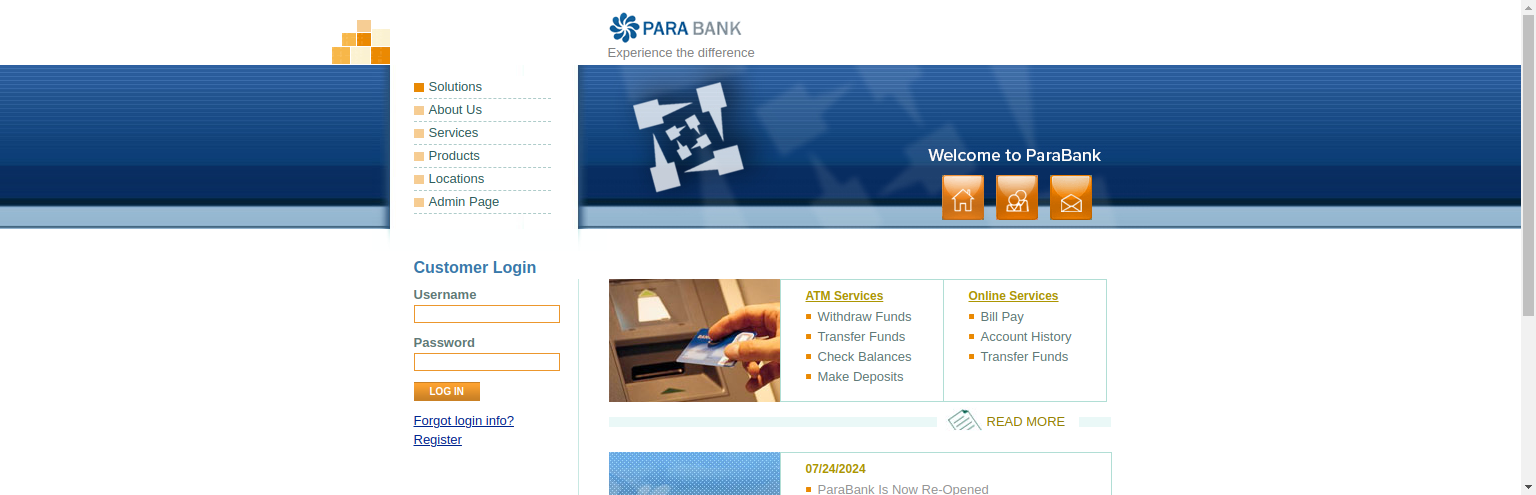 PARA BANK
Experience the difference
Solutions
About Us
Services
Products
Locations
Admin Page
Welcome to ParaBank
Customer Login
Username
Password
LOG IN
Forgot login info?
Register
ATM Services
Withdraw Funds
Transfer Funds
Check Balances
Make Deposits
Online Services
Bill Pay
Account History
Transfer Funds
READ MORE
07/24/2024
ParaBank Is Now Re-Opened